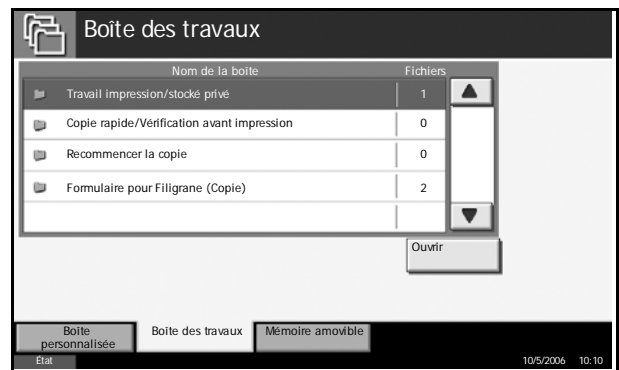 Boîte des travaux
Nom de la boîte Fichiers
Travail impression/stocké privé 1
Copie rapide/Vérification avant impression 0
Recommencer la copie 0
Formulaire pour Filigrane (Copie) 2
Ouvrir
Boîte personnalisée Boîte des travaux Mémoire amovible
État 10/5/2006 10:10